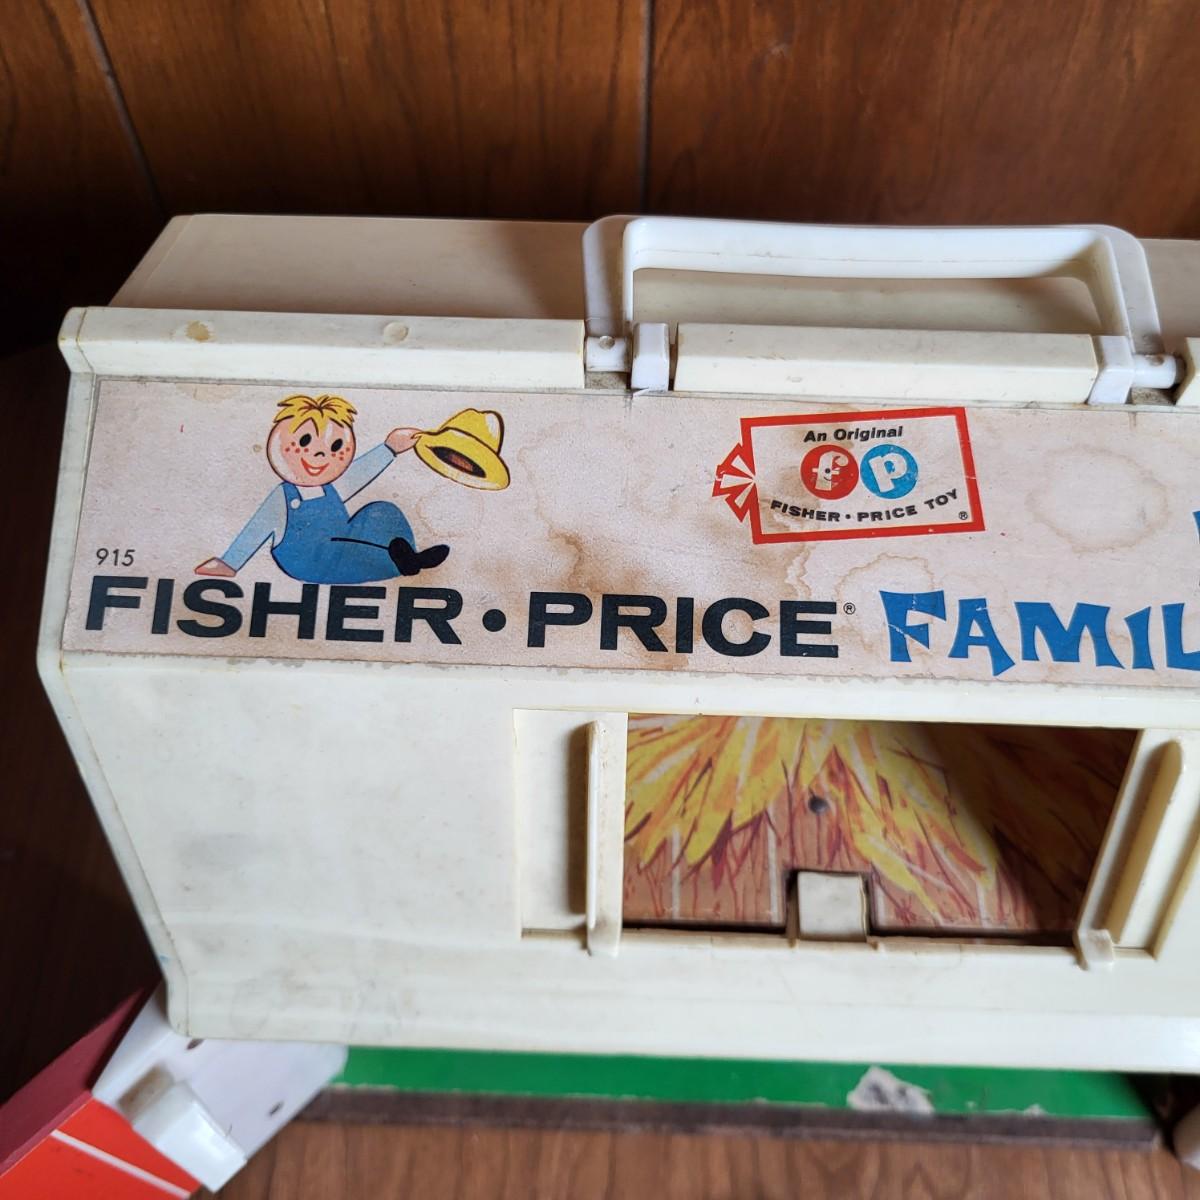 An Original
fp
FISHER·PRICE TOY ®
915
FISHER·PRICE® FAMIL